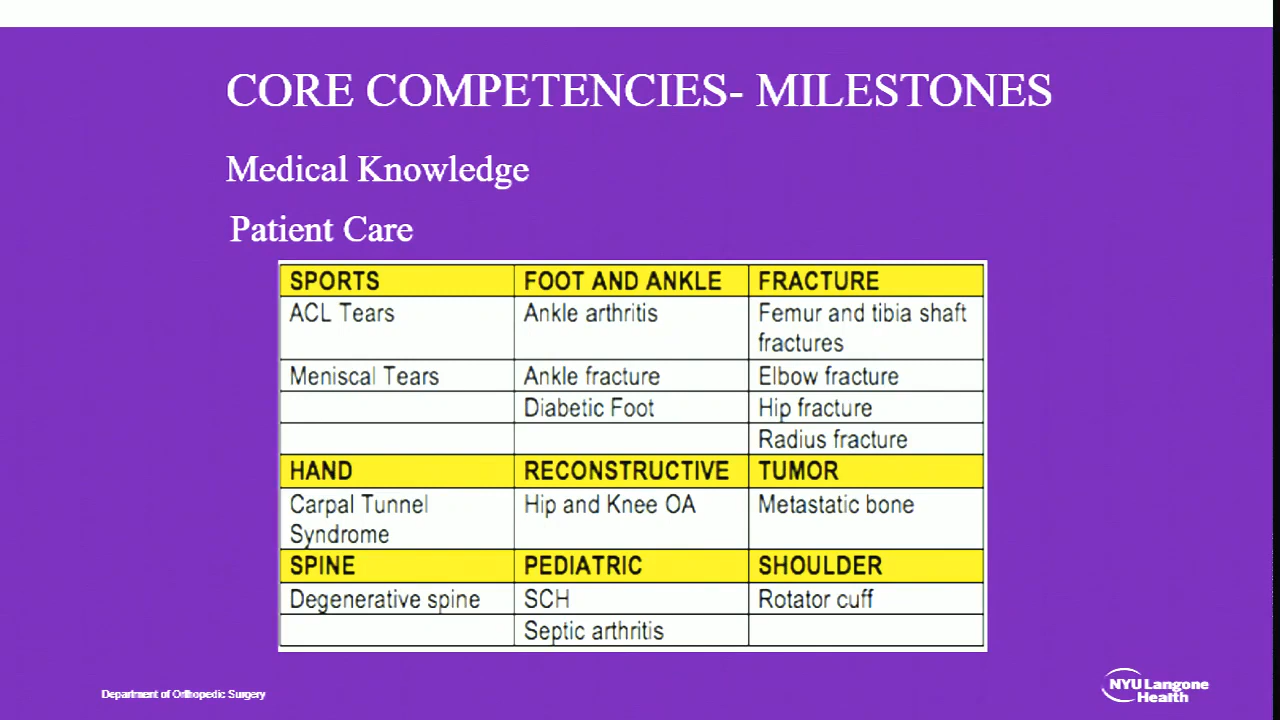 CORE COMPETENCIES- MILESTONES
Medical Knowledge
Patient Care
SPORTS FOOT AND ANKLE FRACTURE
ACL Tears Ankle arthritis Femur and tibia shaft
fractures
Meniscal Tears Ankle fracture Elbow fracture
Diabetic Foot Hip fracture
Radius fracture
HAND RECONSTRUCTIVE TUMOR
Carpal Tunnel Hip and Knee OA Metastatic bone
Syndrome
SPINE PEDIATRIC SHOULDER
Degenerative spine SCH Rotator cuff
Septic arthritis
Department of Orthopedic Surgery
NYU Langone
Health